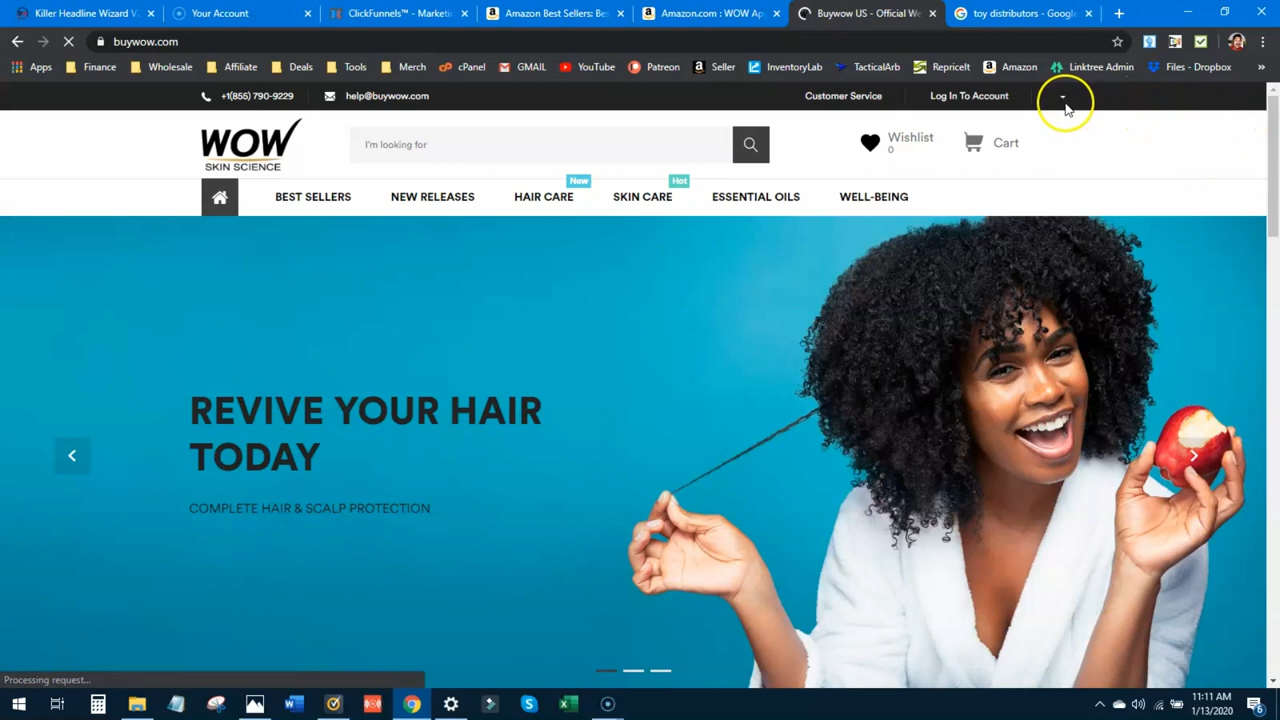 Killer Headline Wizard V
Your Account
ClickFunnels™ - Marketi
Amazon Best Sellers: Be
Amazon.com : WOW Ap
Buywow US - Official We
toy distributors - Google
buywow.com
Apps
Finance
Wholesale
Affiliate
Deals
Tools
Merch
cPanel
GMAIL
YouTube
Patreon
Seller
InventoryLab
TacticalArb
RepriceIt
Amazon
Linktree Admin
Files - Dropbox
»
+1(855) 790-9229
help@buywow.com
Customer Service
Log In To Account
WOW
SKIN SCIENCE
I'm looking for
Wishlist
0
Cart
New
Hot
BEST SELLERS
NEW RELEASES
HAIR CARE
SKIN CARE
ESSENTIAL OILS
WELL-BEING
REVIVE YOUR HAIR
TODAY
COMPLETE HAIR & SCALP PROTECTION
Processing request...
11:11 AM
1/13/2020
6